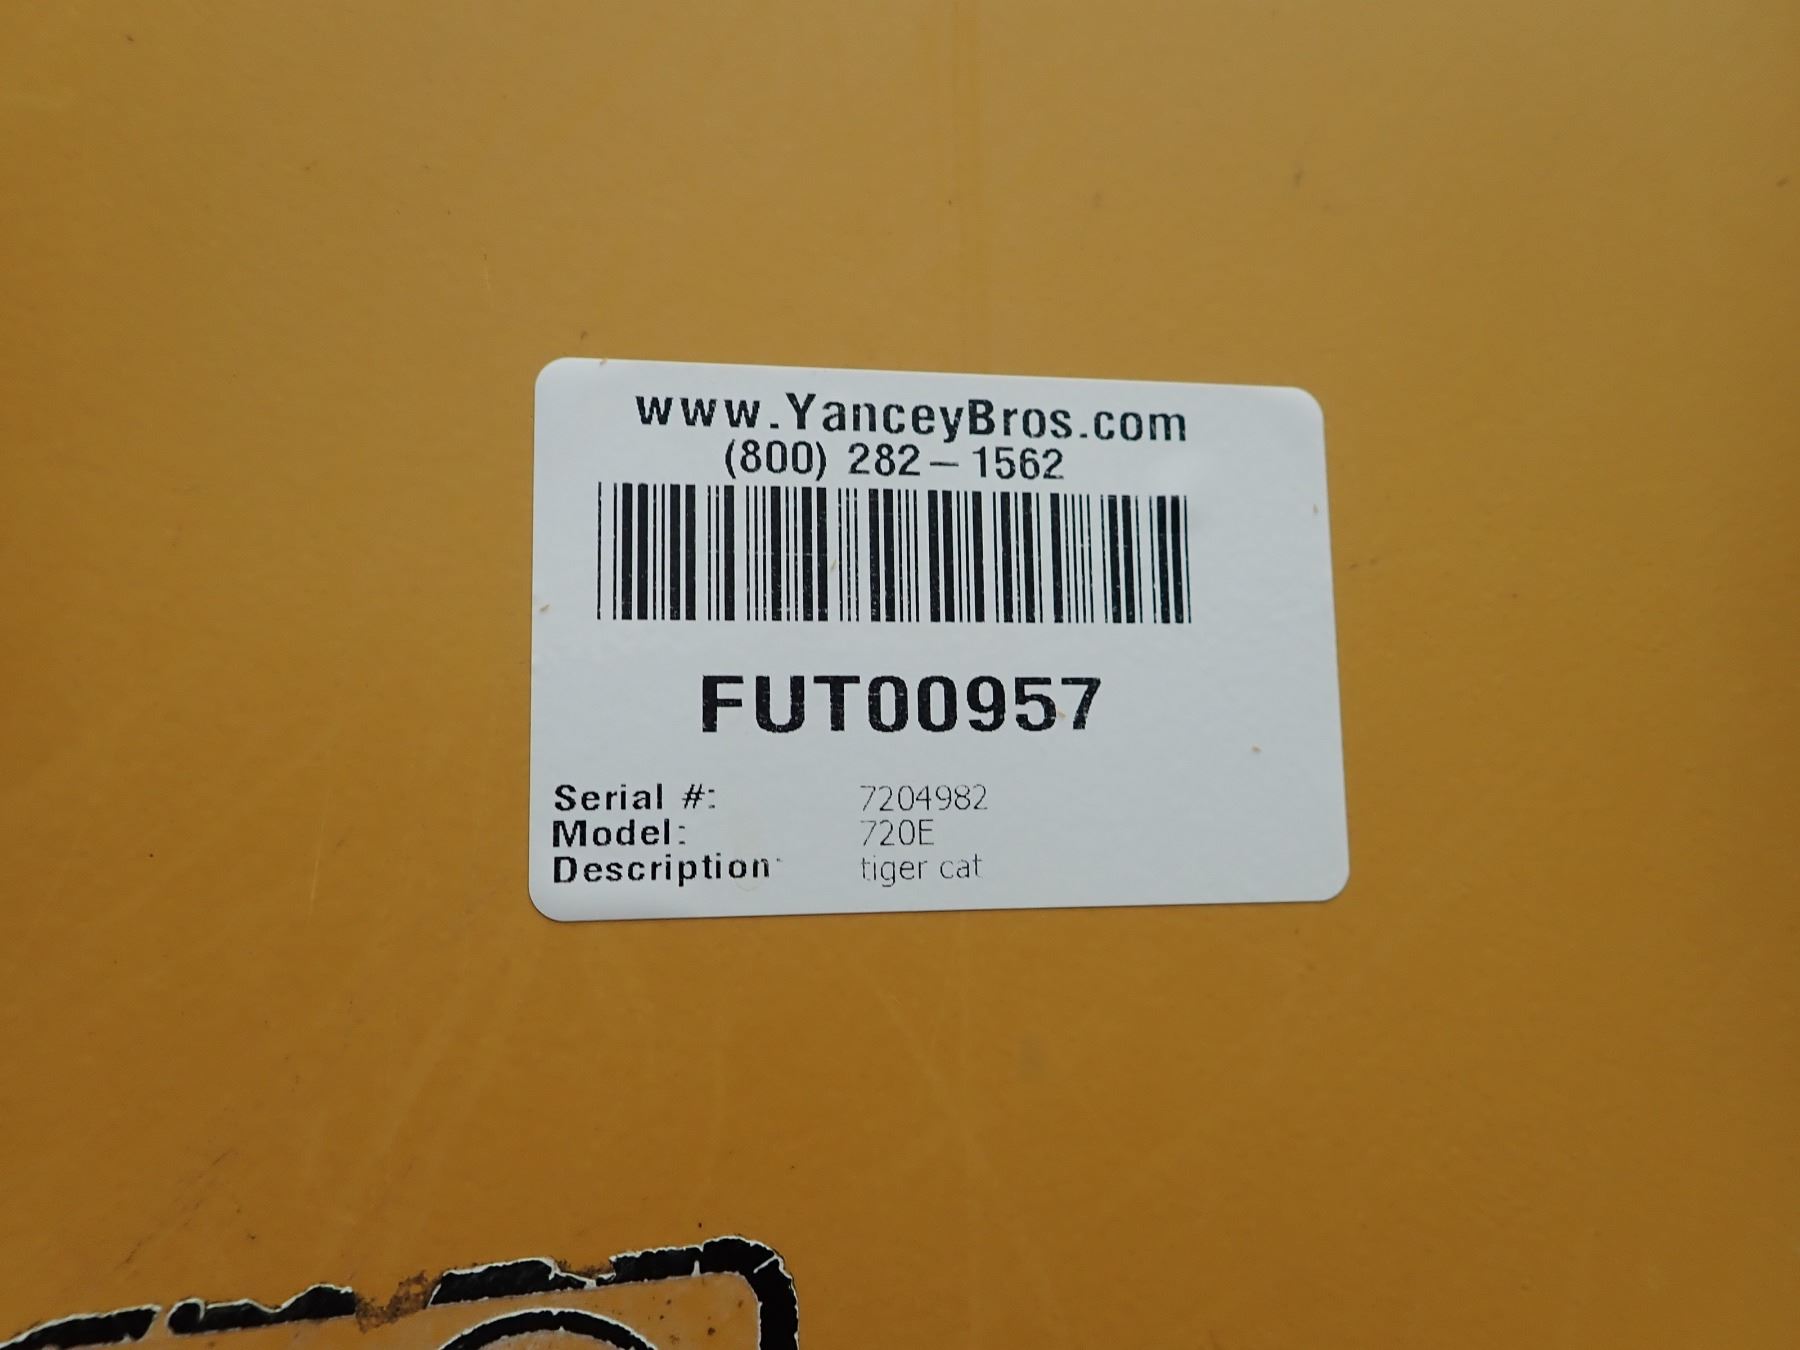 www.YanceyBros.com
(800) 282-1562
FUT00957
Serial #: 7204982
Model: 720E
Description: tiger cat